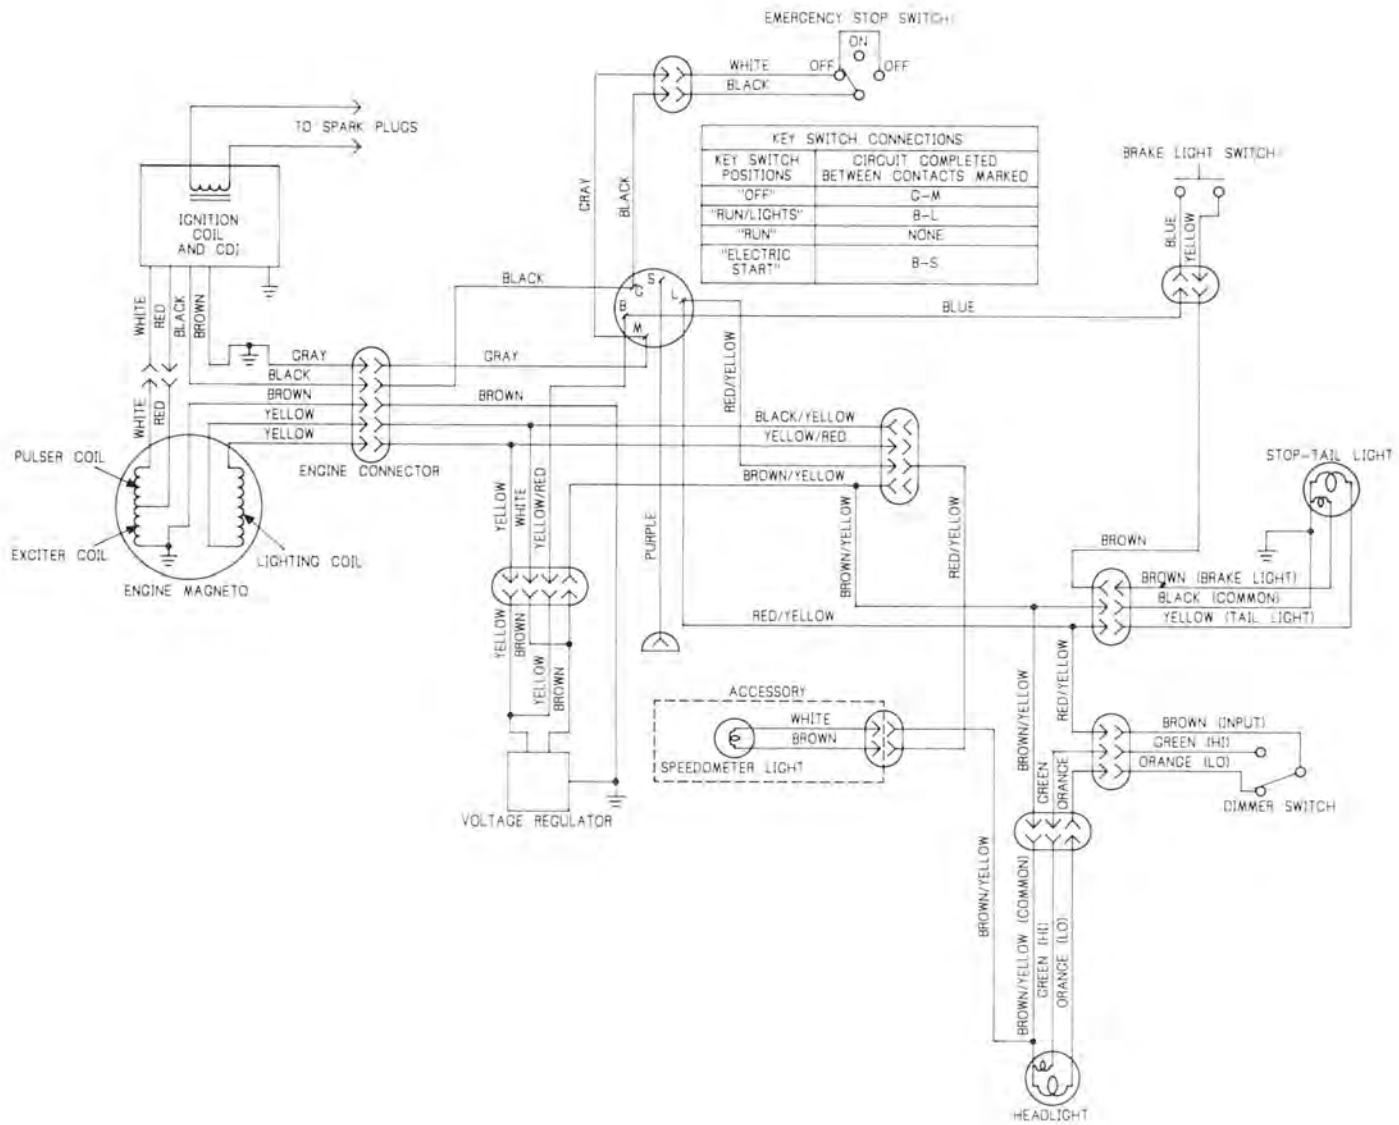 EMERGENCY STOP SWITCH
ON
OFF
OFF
WHITE
BLACK
GRAY
BLACK
TO SPARK PLUGS
IGNITION
COIL
AND CDI
KEY SWITCH CONNECTIONS
KEY SWITCH
POSITIONS
CIRCUIT COMPLETED
BETWEEN CONTACTS MARKED
"OFF"
G-M
"RUN/LIGHTS"
B-L
"RUN"
NONE
"ELECTRIC
START"
B-S
BRAKE LIGHT SWITCH
BLUE
YELLOW
WHITE
RED
BLACK
BROWN
BLACK
S
G
L
B
M
BLUE
GRAY
BLACK
BROWN
YELLOW
YELLOW
GRAY
BROWN
WHITE
RED
RED/YELLOW
BLACK/YELLOW
YELLOW/RED
BROWN/YELLOW
ENGINE CONNECTOR
PULSER COIL
EXCITER COIL
LIGHTING COIL
ENGINE MAGNETO
YELLOW
WHITE
YELLOW/RED
PURPLE
BROWN/YELLOW
RED/YELLOW
STOP-TAIL LIGHT
BROWN
BROWN (BRAKE LIGHT)
BLACK (COMMON)
YELLOW (TAIL LIGHT)
RED/YELLOW
YELLOW
BROWN
YELLOW
BROWN
ACCESSORY
WHITE
BROWN
SPEEDOMETER LIGHT
VOLTAGE REGULATOR
BROWN/YELLOW
RED/YELLOW
GREEN
ORANGE
BROWN (INPUT)
GREEN (HI)
ORANGE (LO)
DIMMER SWITCH
BROWN/YELLOW
BROWN/YELLOW (COMMON)
GREEN (HI)
ORANGE (LO)
HEADLIGHT